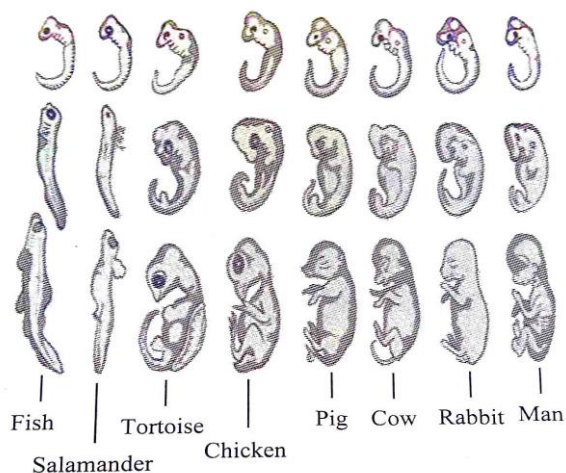 Fish
Salamander
Tortoise
Chicken
Pig
Cow
Rabbit
Man